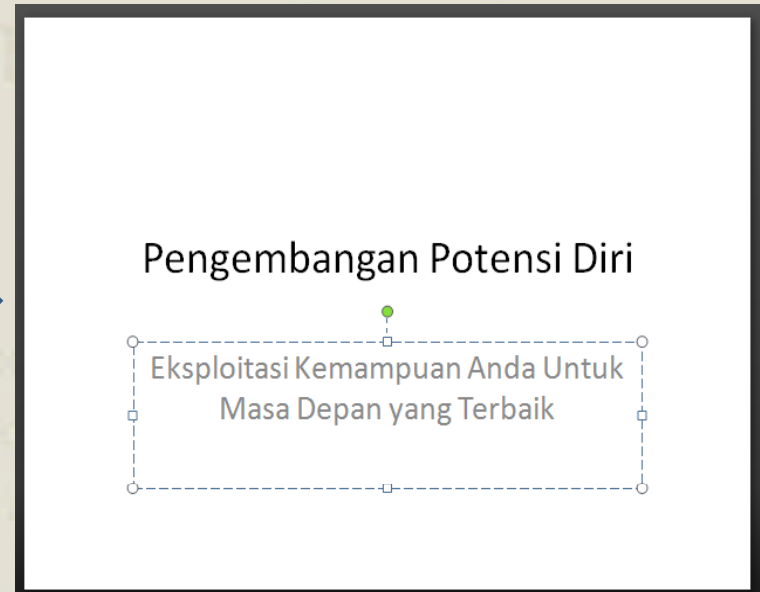 Pengembangan Potensi Diri
Eksploitasi Kemampuan Anda Untuk
Masa Depan yang Terbaik